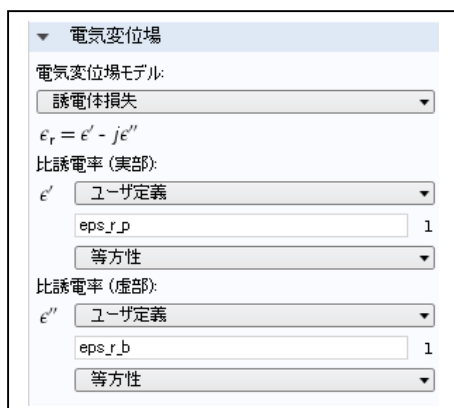 電気変位場
電気変位場モデル:
誘電体損失
ϵr = ϵ′ - jϵ″
比誘電率 (実部):
ϵ′ ユーザ定義
eps_r_p 1
等方性
比誘電率 (虚部):
ϵ″ ユーザ定義
eps_r_b 1
等方性